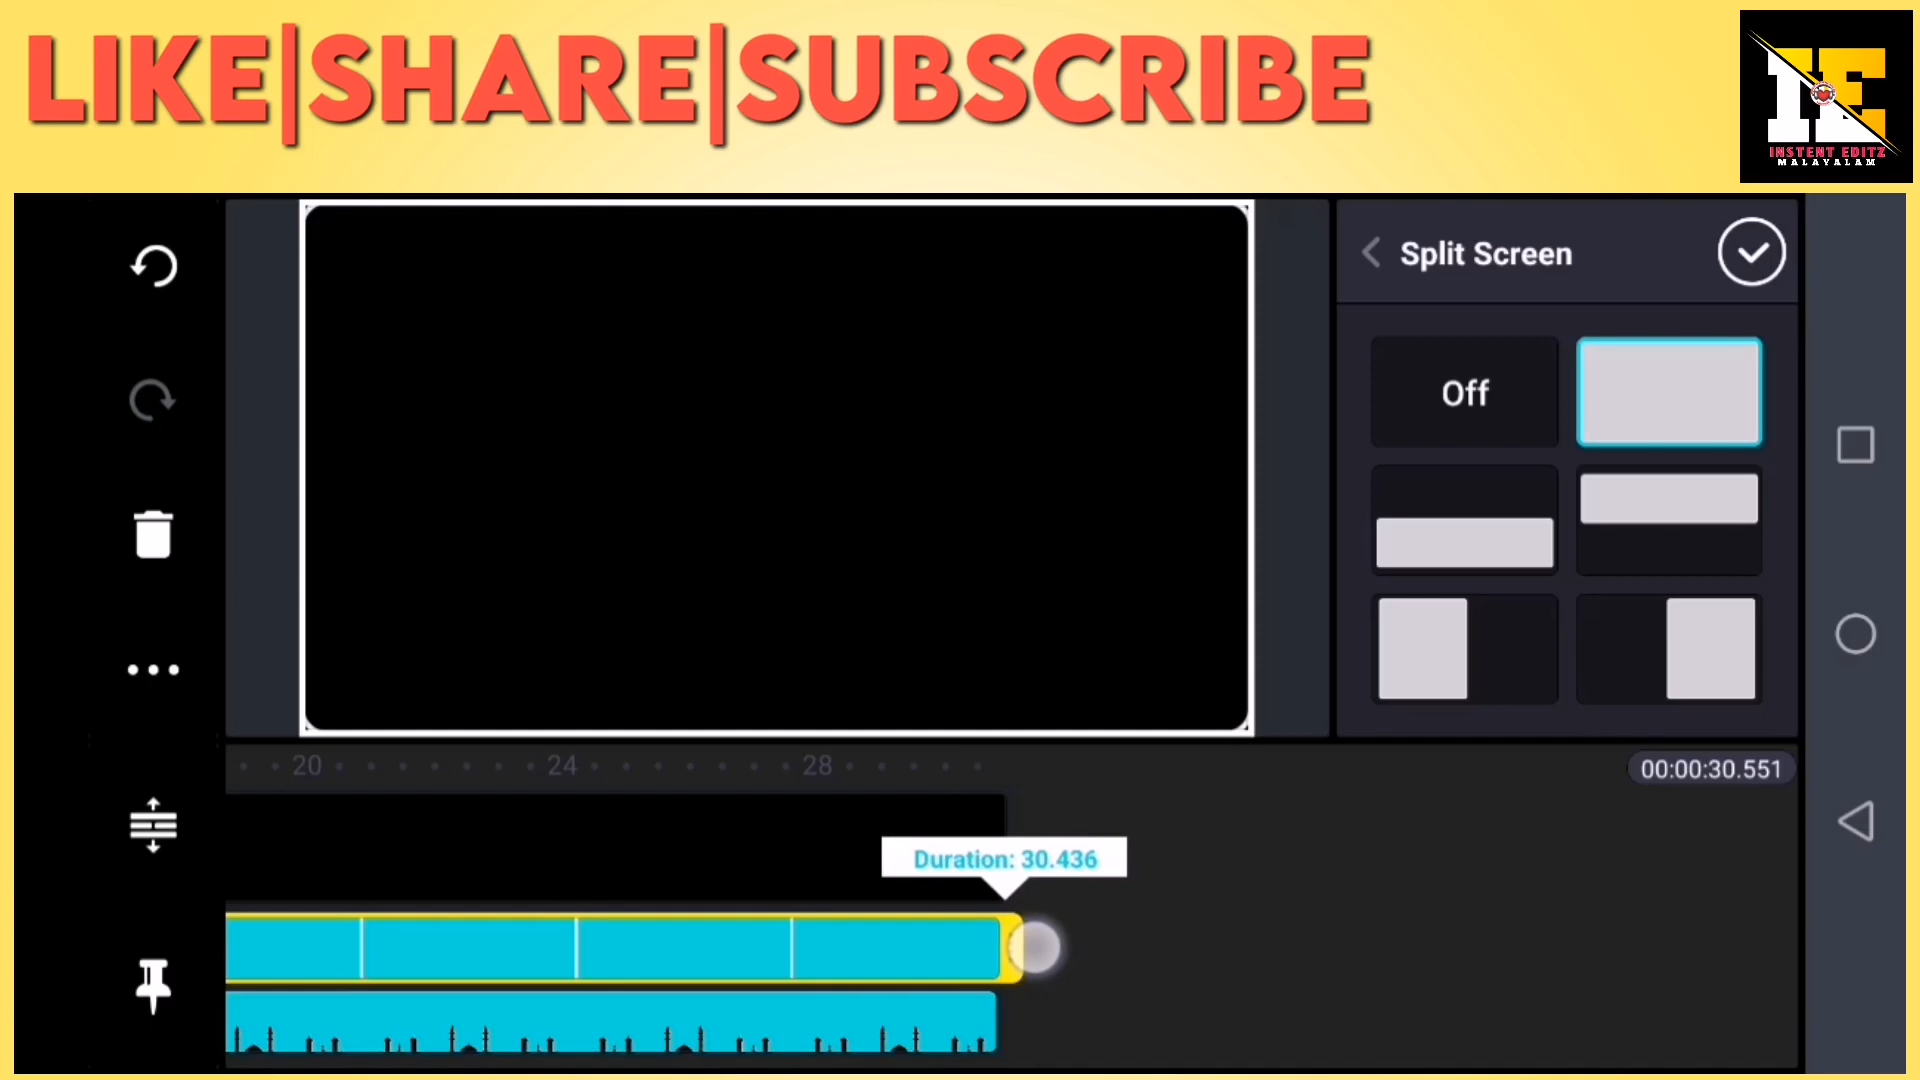 LIKE|SHARE|SUBSCRIBE
IE
INSTENT EDITZ
MALAYALAM
Split Screen
Off
20
24
28
00:00:30.551
Duration: 30.436